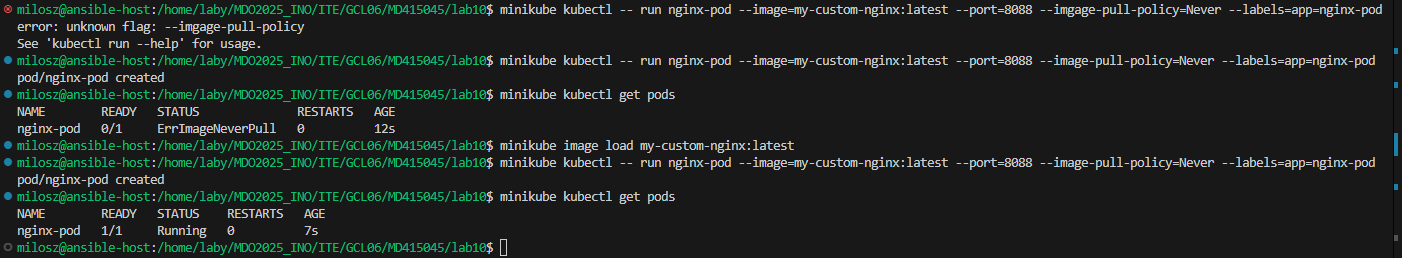 milosz@ansible-host:/home/laby/MDO2025_INO/ITE/GCL06/MD415045/lab10$ minikube kubectl -- run nginx-pod --image=my-custom-nginx:latest --port=8088 --imgage-pull-policy=Never --labels=app=nginx-pod
error: unknown flag: --imgage-pull-policy
See 'kubectl run --help' for usage.
milosz@ansible-host:/home/laby/MDO2025_INO/ITE/GCL06/MD415045/lab10$ minikube kubectl -- run nginx-pod --image=my-custom-nginx:latest --port=8088 --image-pull-policy=Never --labels=app=nginx-pod
pod/nginx-pod created
milosz@ansible-host:/home/laby/MDO2025_INO/ITE/GCL06/MD415045/lab10$ minikube kubectl get pods
NAME READY STATUS RESTARTS AGE
nginx-pod 0/1 ErrImageNeverPull 0 12s
milosz@ansible-host:/home/laby/MDO2025_INO/ITE/GCL06/MD415045/lab10$ minikube image load my-custom-nginx:latest
milosz@ansible-host:/home/laby/MDO2025_INO/ITE/GCL06/MD415045/lab10$ minikube kubectl -- run nginx-pod --image=my-custom-nginx:latest --port=8088 --image-pull-policy=Never --labels=app=nginx-pod
pod/nginx-pod created
milosz@ansible-host:/home/laby/MDO2025_INO/ITE/GCL06/MD415045/lab10$ minikube kubectl get pods
NAME READY STATUS RESTARTS AGE
nginx-pod 1/1 Running 0 7s
milosz@ansible-host:/home/laby/MDO2025_INO/ITE/GCL06/MD415045/lab10$